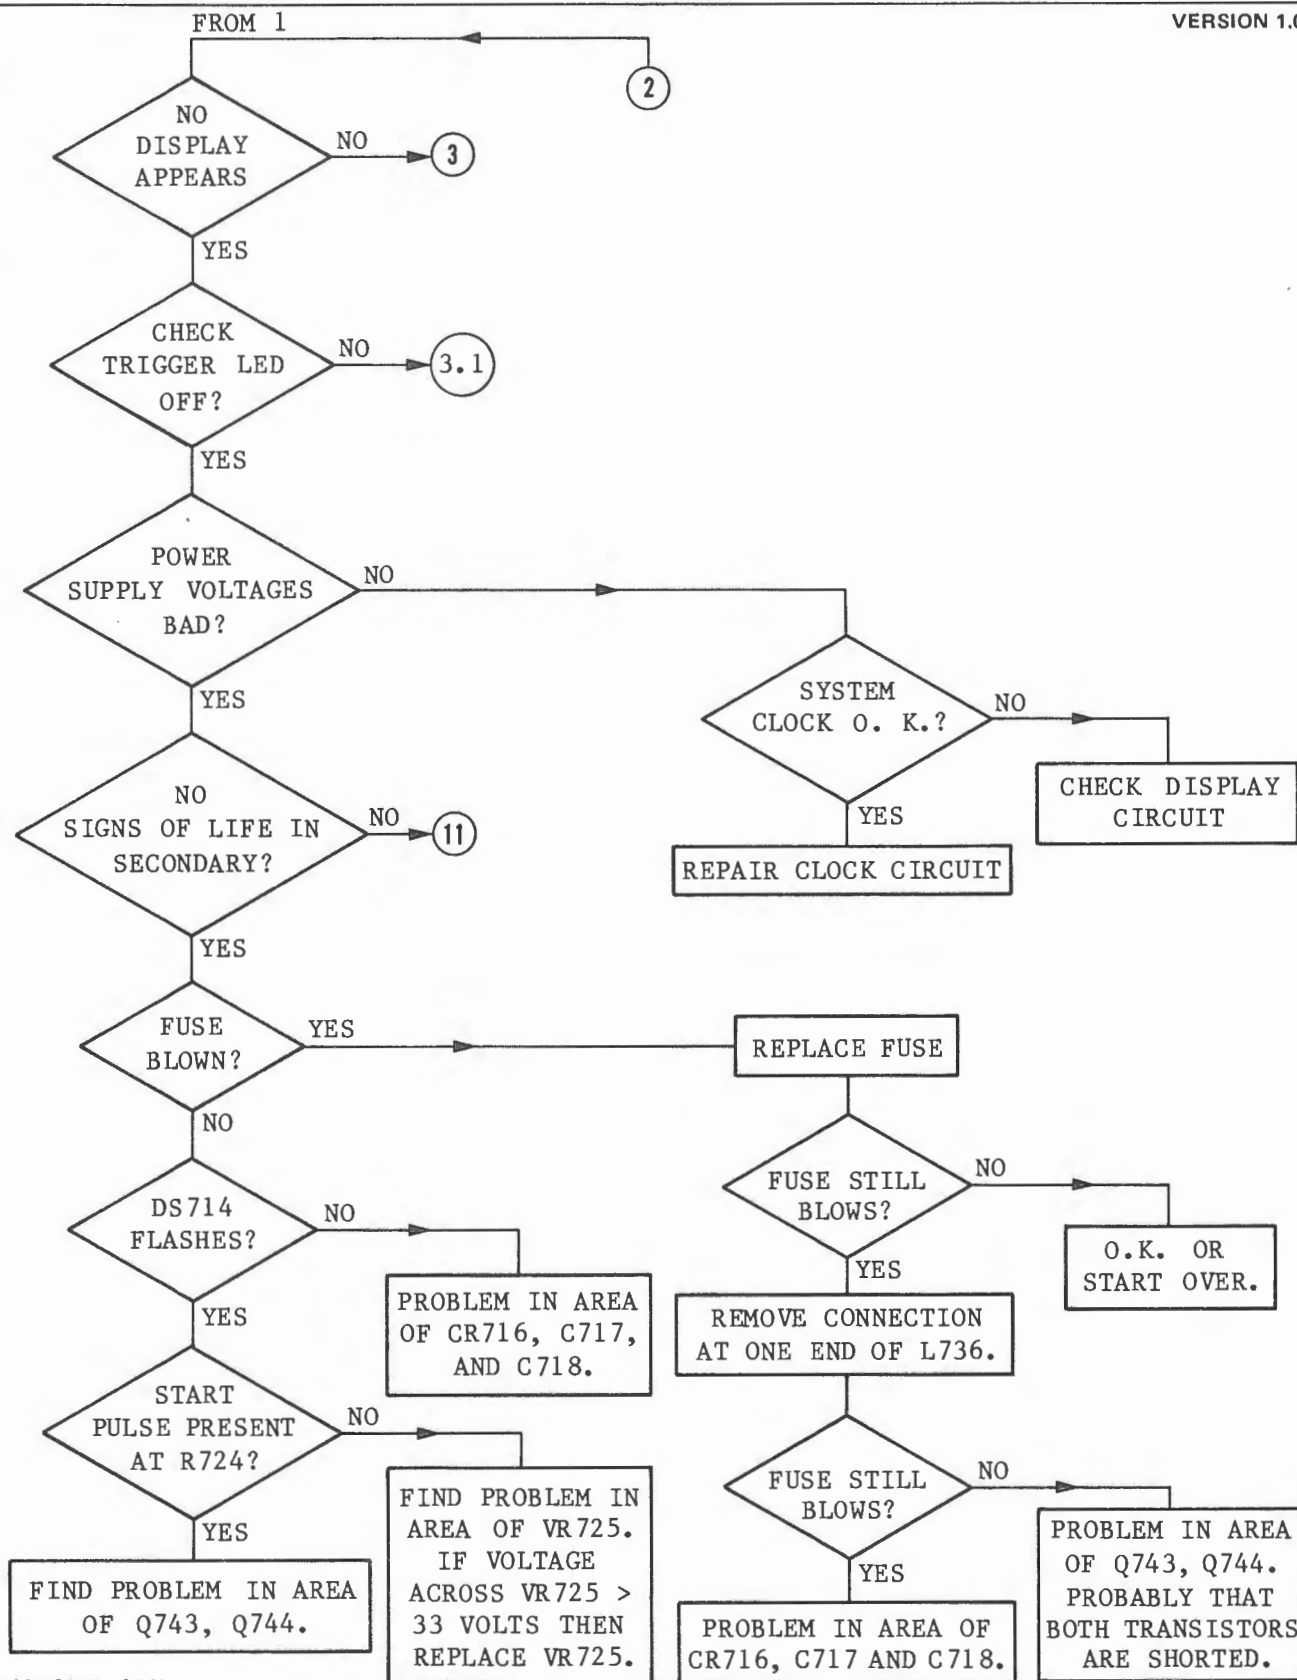 FROM 1
VERSION 1.0
2
NO
DISPLAY
APPEARS
NO
3
YES
CHECK
TRIGGER LED
OFF?
NO
3.1
YES
POWER
SUPPLY VOLTAGES
BAD?
NO
YES
SYSTEM
CLOCK O. K.?
NO
CHECK DISPLAY
CIRCUIT
YES
REPAIR CLOCK CIRCUIT
NO
SIGNS OF LIFE IN
SECONDARY?
NO
11
YES
FUSE
BLOWN?
YES
REPLACE FUSE
NO
FUSE STILL
BLOWS?
NO
O.K. OR
START OVER.
YES
REMOVE CONNECTION
AT ONE END OF L736.
DS714
FLASHES?
NO
PROBLEM IN AREA
OF CR716, C717,
AND C718.
YES
START
PULSE PRESENT
AT R724?
NO
FIND PROBLEM IN
AREA OF VR725.
IF VOLTAGE
ACROSS VR725 >
33 VOLTS THEN
REPLACE VR725.
YES
FIND PROBLEM IN AREA
OF Q743, Q744.
FUSE STILL
BLOWS?
NO
PROBLEM IN AREA
OF Q743, Q744.
PROBABLY THAT
BOTH TRANSISTORS
ARE SHORTED.
YES
PROBLEM IN AREA OF
CR716, C717 AND C718.